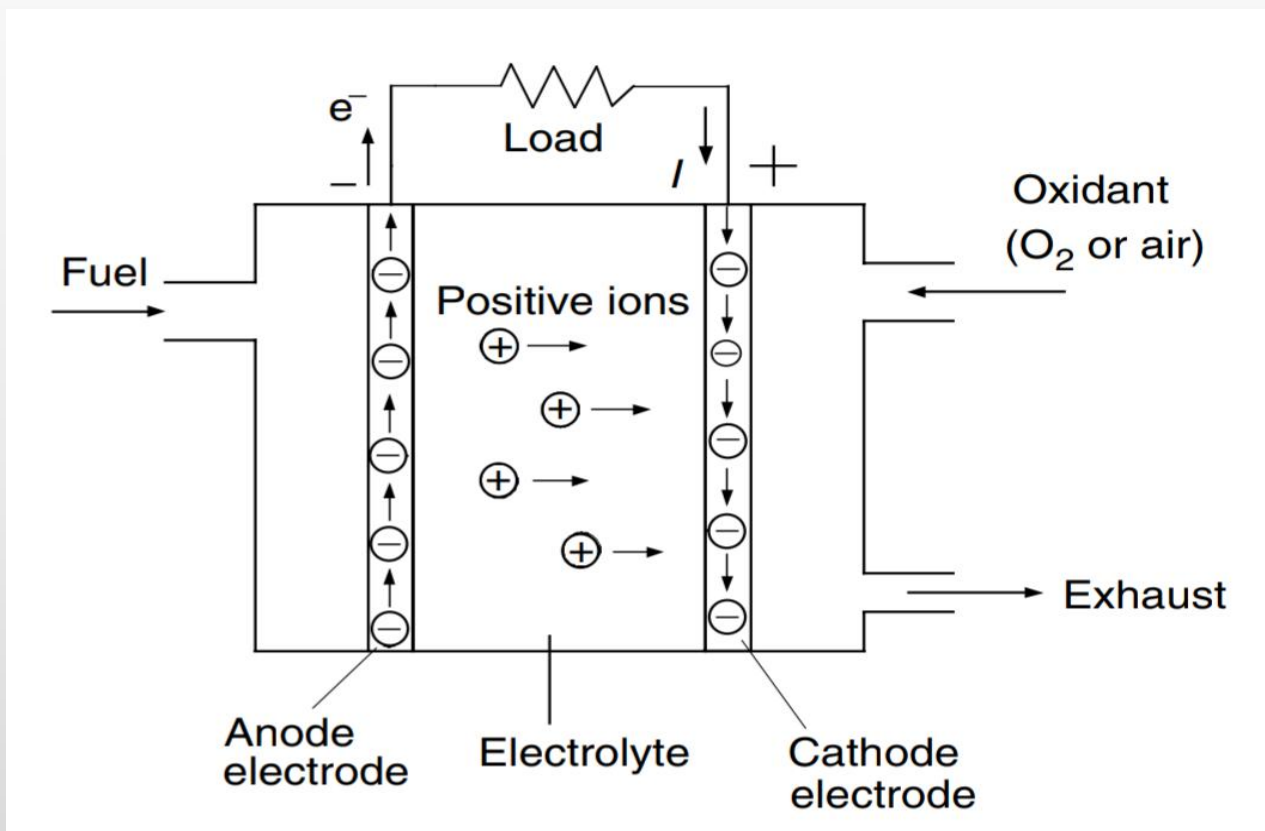 e⁻
Load
−
I
+
Oxidant
(O₂ or air)
Fuel
Positive ions
Exhaust
Anode
electrode
Electrolyte
Cathode
electrode